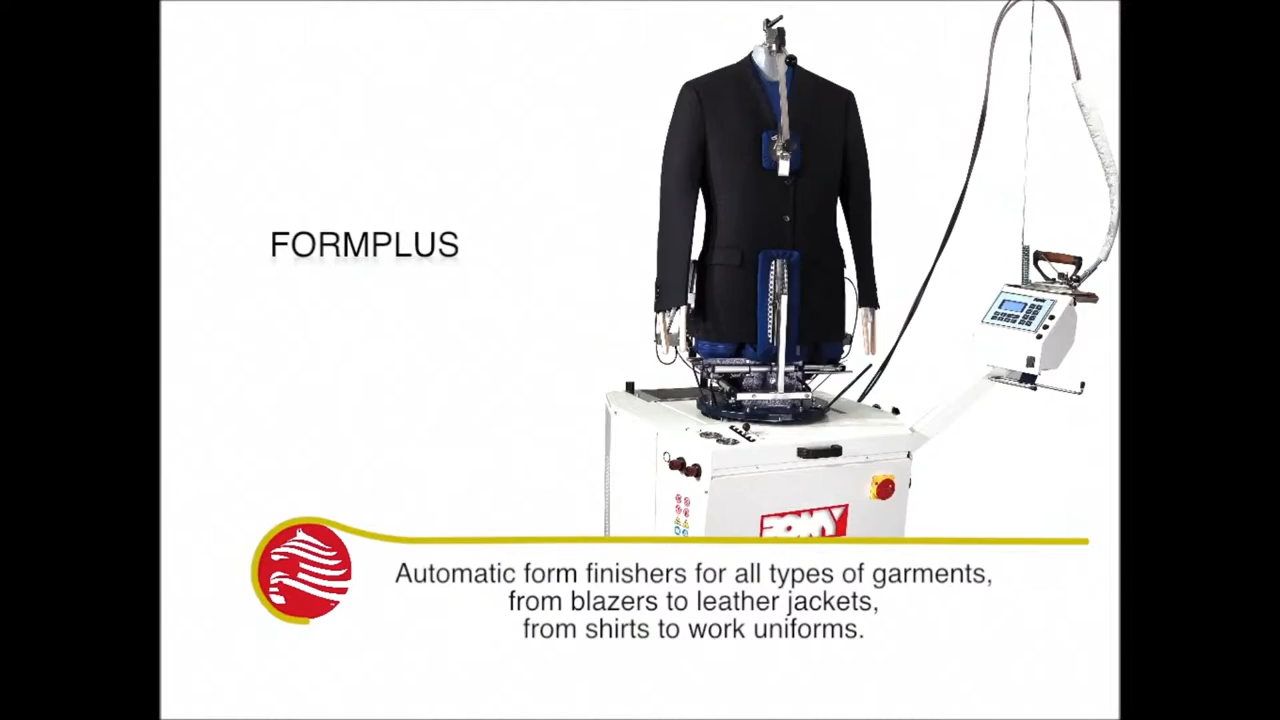 FORMPLUS
Automatic form finishers for all types of garments,
from blazers to leather jackets,
from shirts to work uniforms.